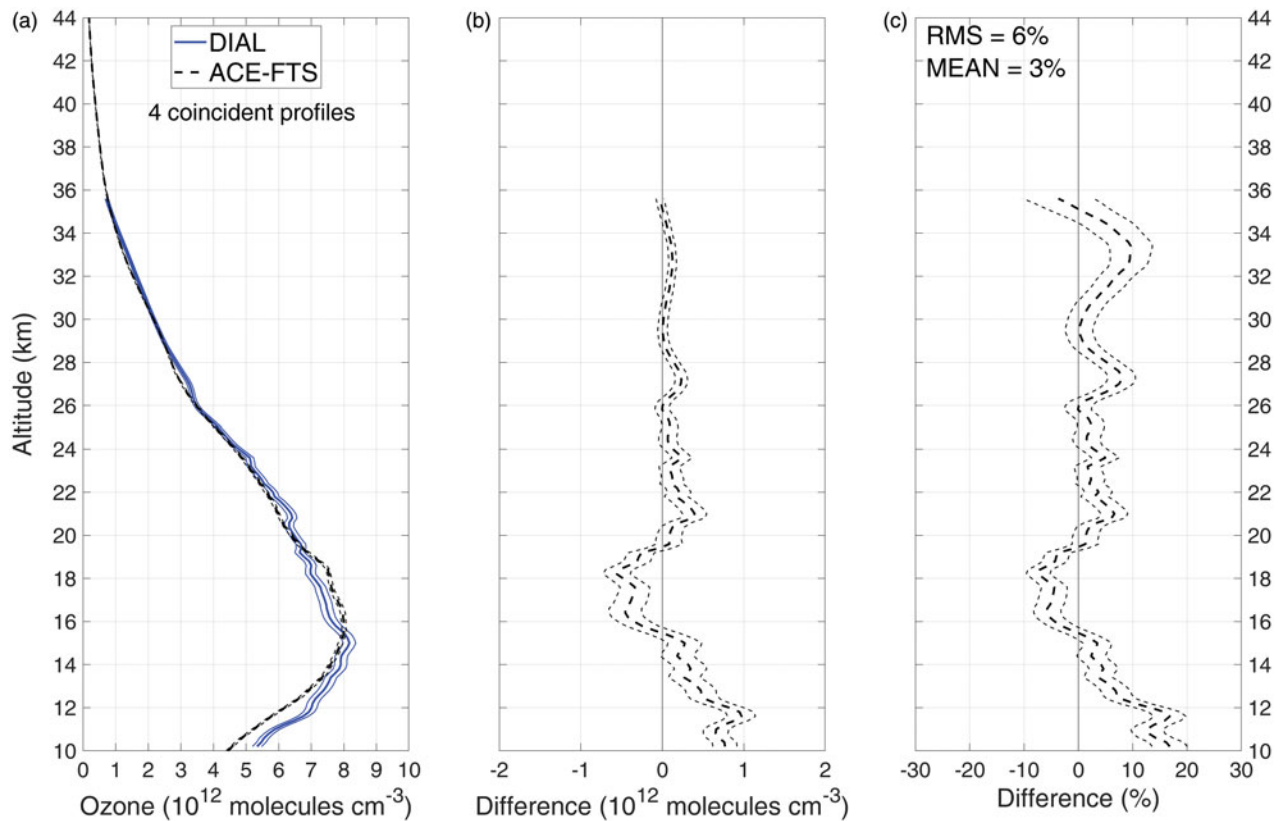 (a)
DIAL
ACE-FTS
4 coincident profiles
44
42
40
38
36
34
32
30
28
26
24
22
20
18
16
14
12
10
Altitude (km)
0 1 2 3 4 5 6 7 8 9 10
Ozone (10¹² molecules cm⁻³)
(b)
-2 -1 0 1 2
Difference (10¹² molecules cm⁻³)
(c)
RMS = 6%
MEAN = 3%
44
42
40
38
36
34
32
30
28
26
24
22
20
18
16
14
12
10
-30 -20 -10 0 10 20 30
Difference (%)